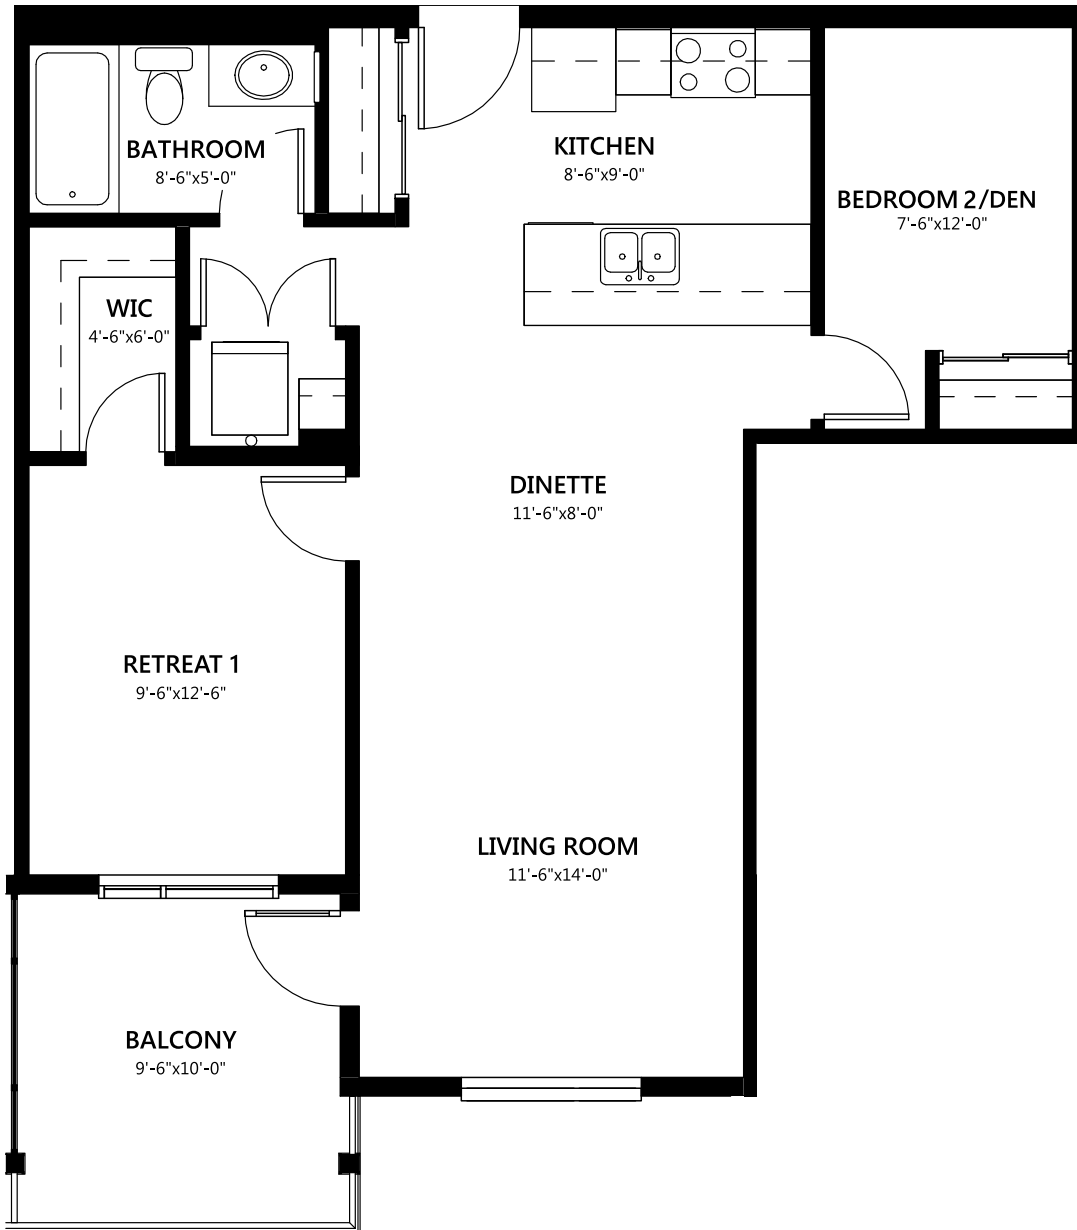 BATHROOM
8'-6"x5'-0"
KITCHEN
8'-6"x9'-0"
BEDROOM 2/DEN
7'-6"x12'-0"
WIC
4'-6"x6'-0"
DINETTE
11'-6"x8'-0"
RETREAT 1
9'-6"x12'-6"
LIVING ROOM
11'-6"x14'-0"
BALCONY
9'-6"x10'-0"